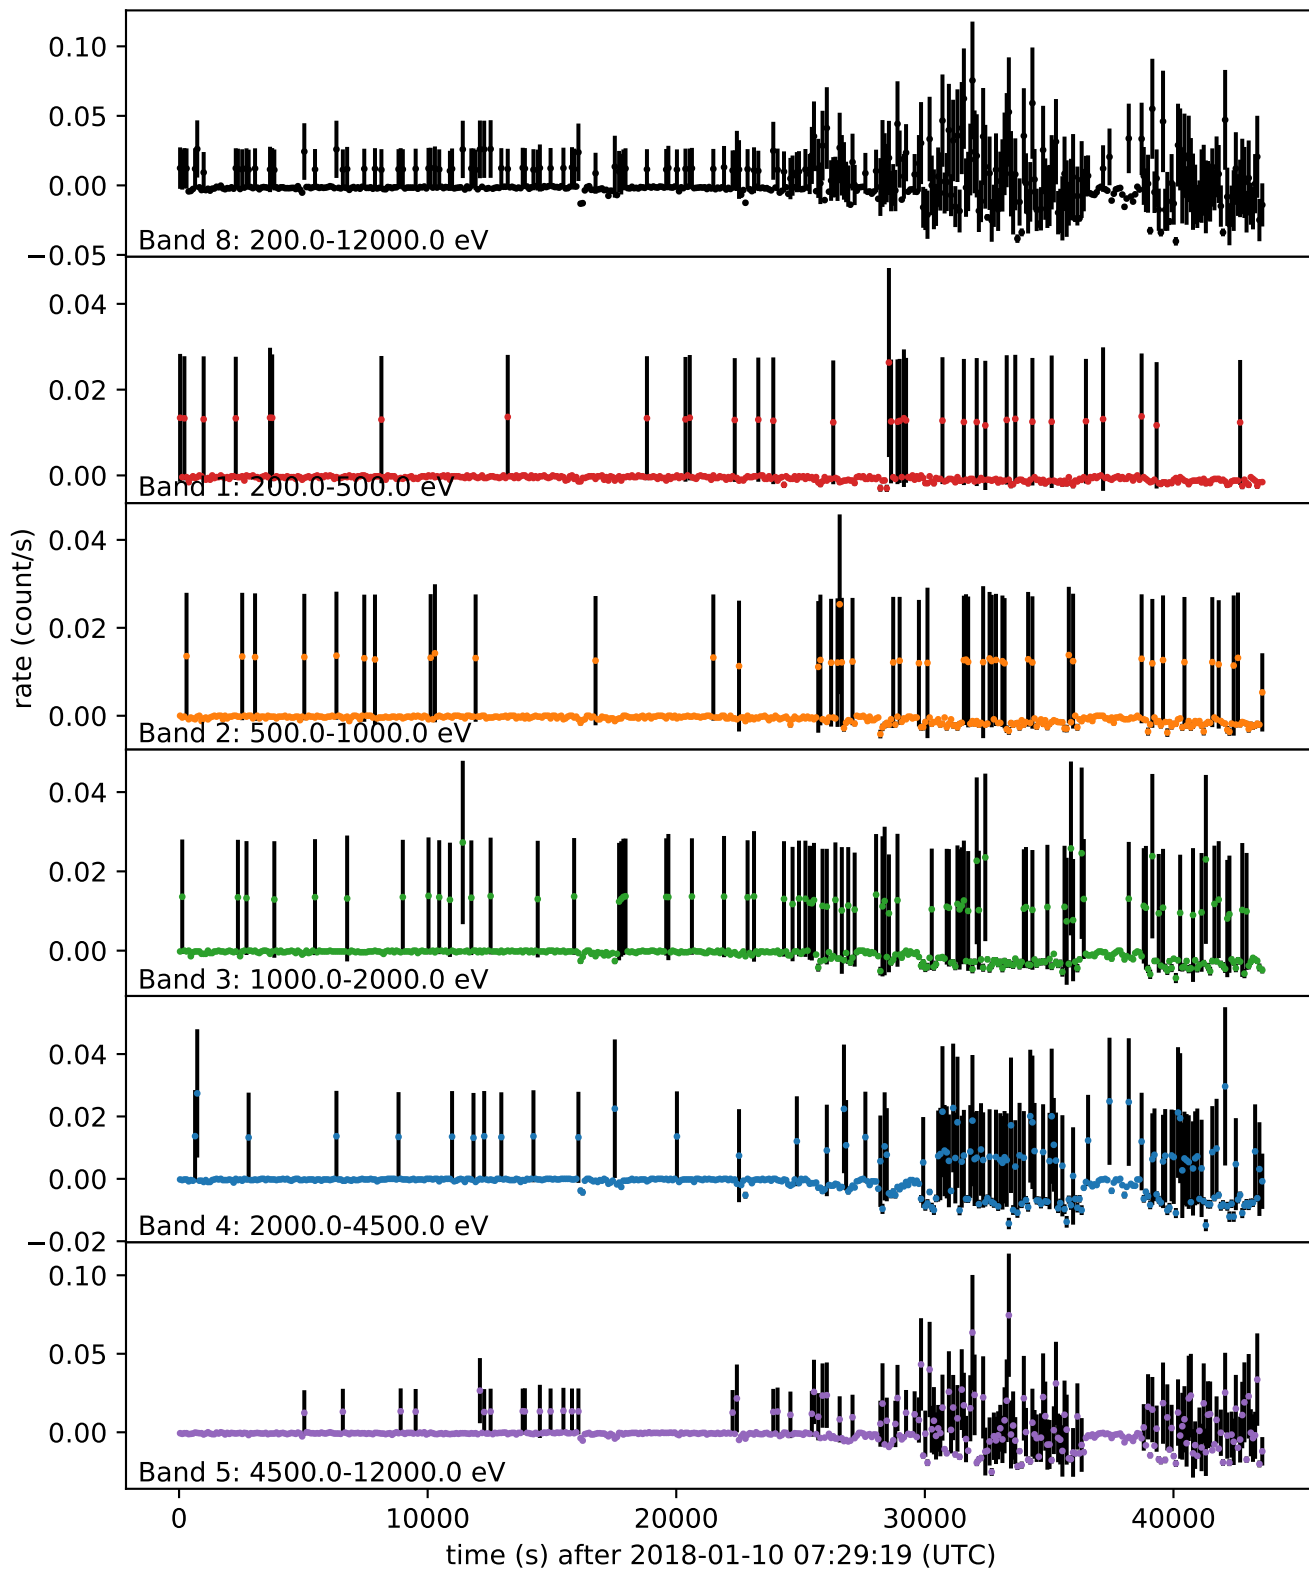 0.10
0.05
0.00
−0.05
Band 8: 200.0-12000.0 eV
0.04
0.02
0.00
Band 1: 200.0-500.0 eV
rate (count/s)
0.04
0.02
0.00
Band 2: 500.0-1000.0 eV
0.04
0.02
0.00
Band 3: 1000.0-2000.0 eV
0.04
0.02
0.00
−0.02
Band 4: 2000.0-4500.0 eV
0.10
0.05
0.00
Band 5: 4500.0-12000.0 eV
0 10000 20000 30000 40000
time (s) after 2018-01-10 07:29:19 (UTC)